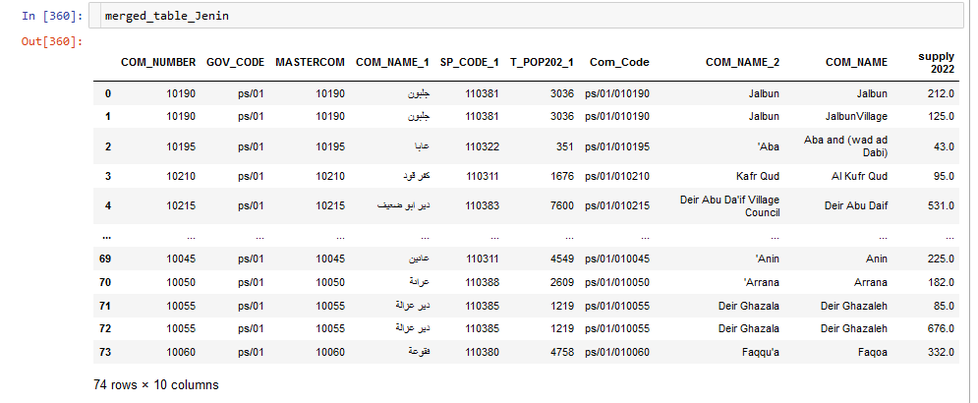 In [360]: merged_table_Jenin
Out[360]:
COM_NUMBER GOV_CODE MASTERCOM COM_NAME_1 SP_CODE_1 T_POP202_1 Com_Code COM_NAME_2 COM_NAME supply 2022
0 10190 ps/01 10190 جلبون 110381 3036 ps/01/010190 Jalbun Jalbun 212.0
1 10190 ps/01 10190 جلبون 110381 3036 ps/01/010190 Jalbun JalbunVillage 125.0
2 10195 ps/01 10195 عابا 110322 351 ps/01/010195 'Aba Aba and (wad ad Dabi) 43.0
3 10210 ps/01 10210 كفر قود 110311 1676 ps/01/010210 Kafr Qud Al Kufr Qud 95.0
4 10215 ps/01 10215 دير ابو ضعيف 110383 7600 ps/01/010215 Deir Abu Da'if Village Council Deir Abu Daif 531.0
... ... ... ... ... ... ... ... ... ... ...
69 10045 ps/01 10045 عانين 110311 4549 ps/01/010045 'Anin Anin 225.0
70 10050 ps/01 10050 عرانة 110388 2609 ps/01/010050 'Arrana Arrana 182.0
71 10055 ps/01 10055 دير غزالة 110385 1219 ps/01/010055 Deir Ghazala Deir Ghazaleh 85.0
72 10055 ps/01 10055 دير غزالة 110385 1219 ps/01/010055 Deir Ghazala Deir Ghazaleh 676.0
73 10060 ps/01 10060 فقوعة 110380 4758 ps/01/010060 Faqqu'a Faqoa 332.0
74 rows × 10 columns